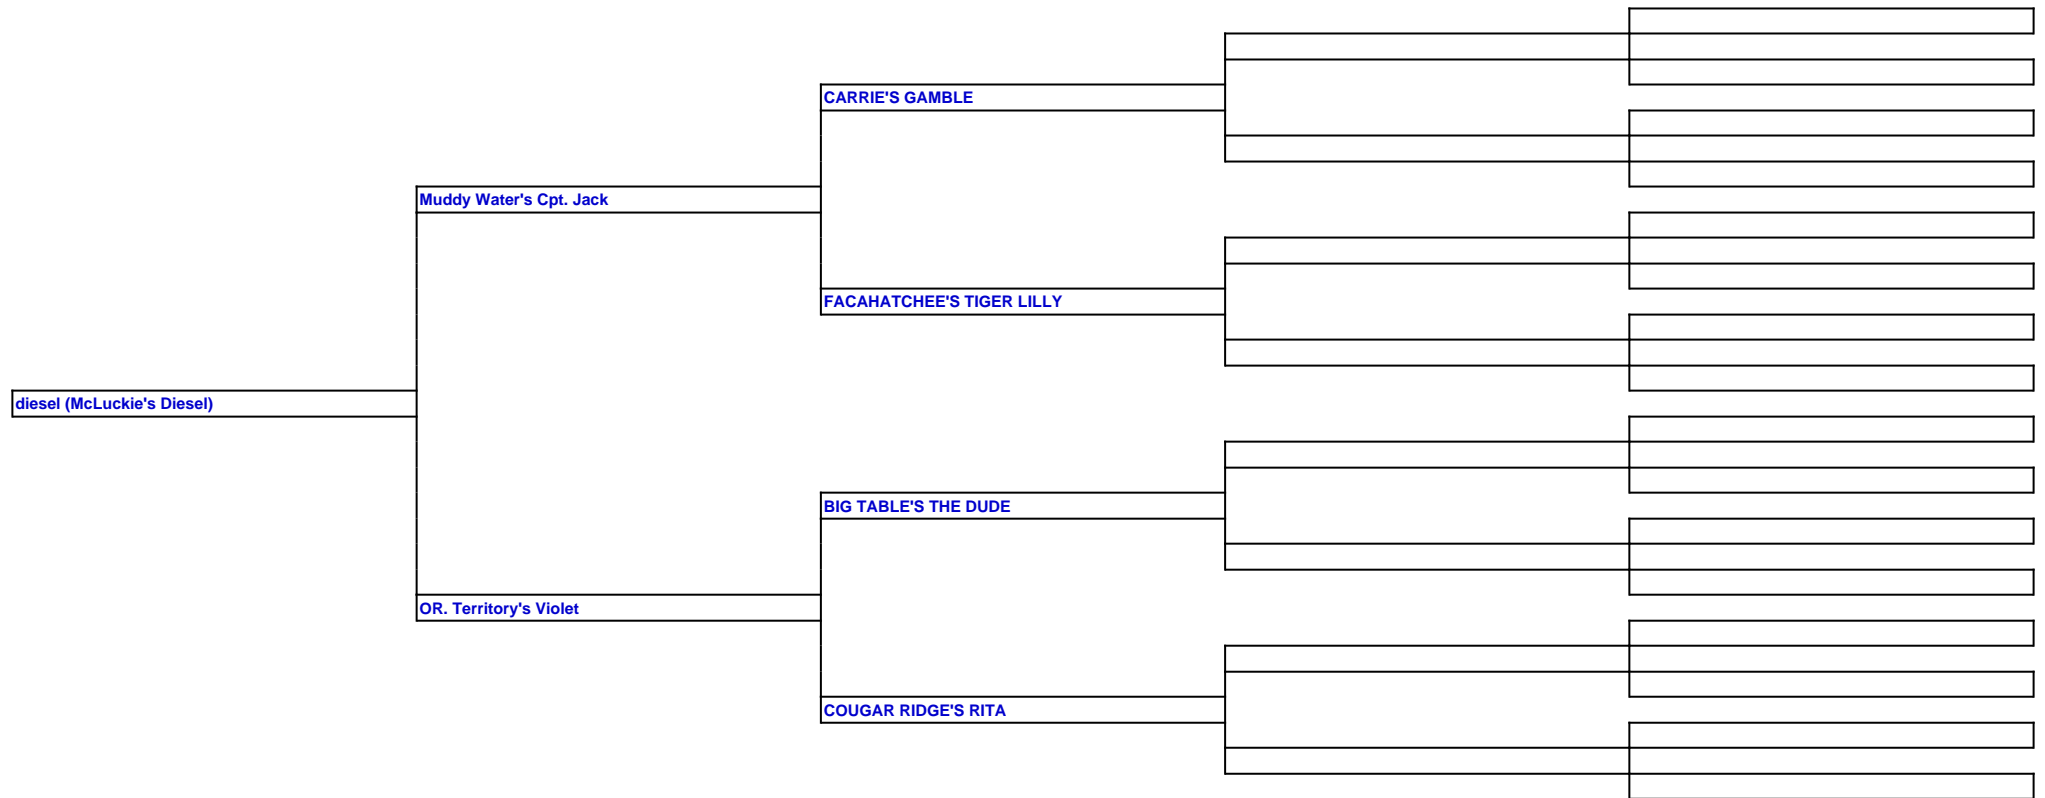 CARRIE'S GAMBLE
Muddy Water's Cpt. Jack
FACAHATCHEE'S TIGER LILLY
diesel (McLuckie's Diesel)
BIG TABLE'S THE DUDE
OR. Territory's Violet
COUGAR RIDGE'S RITA